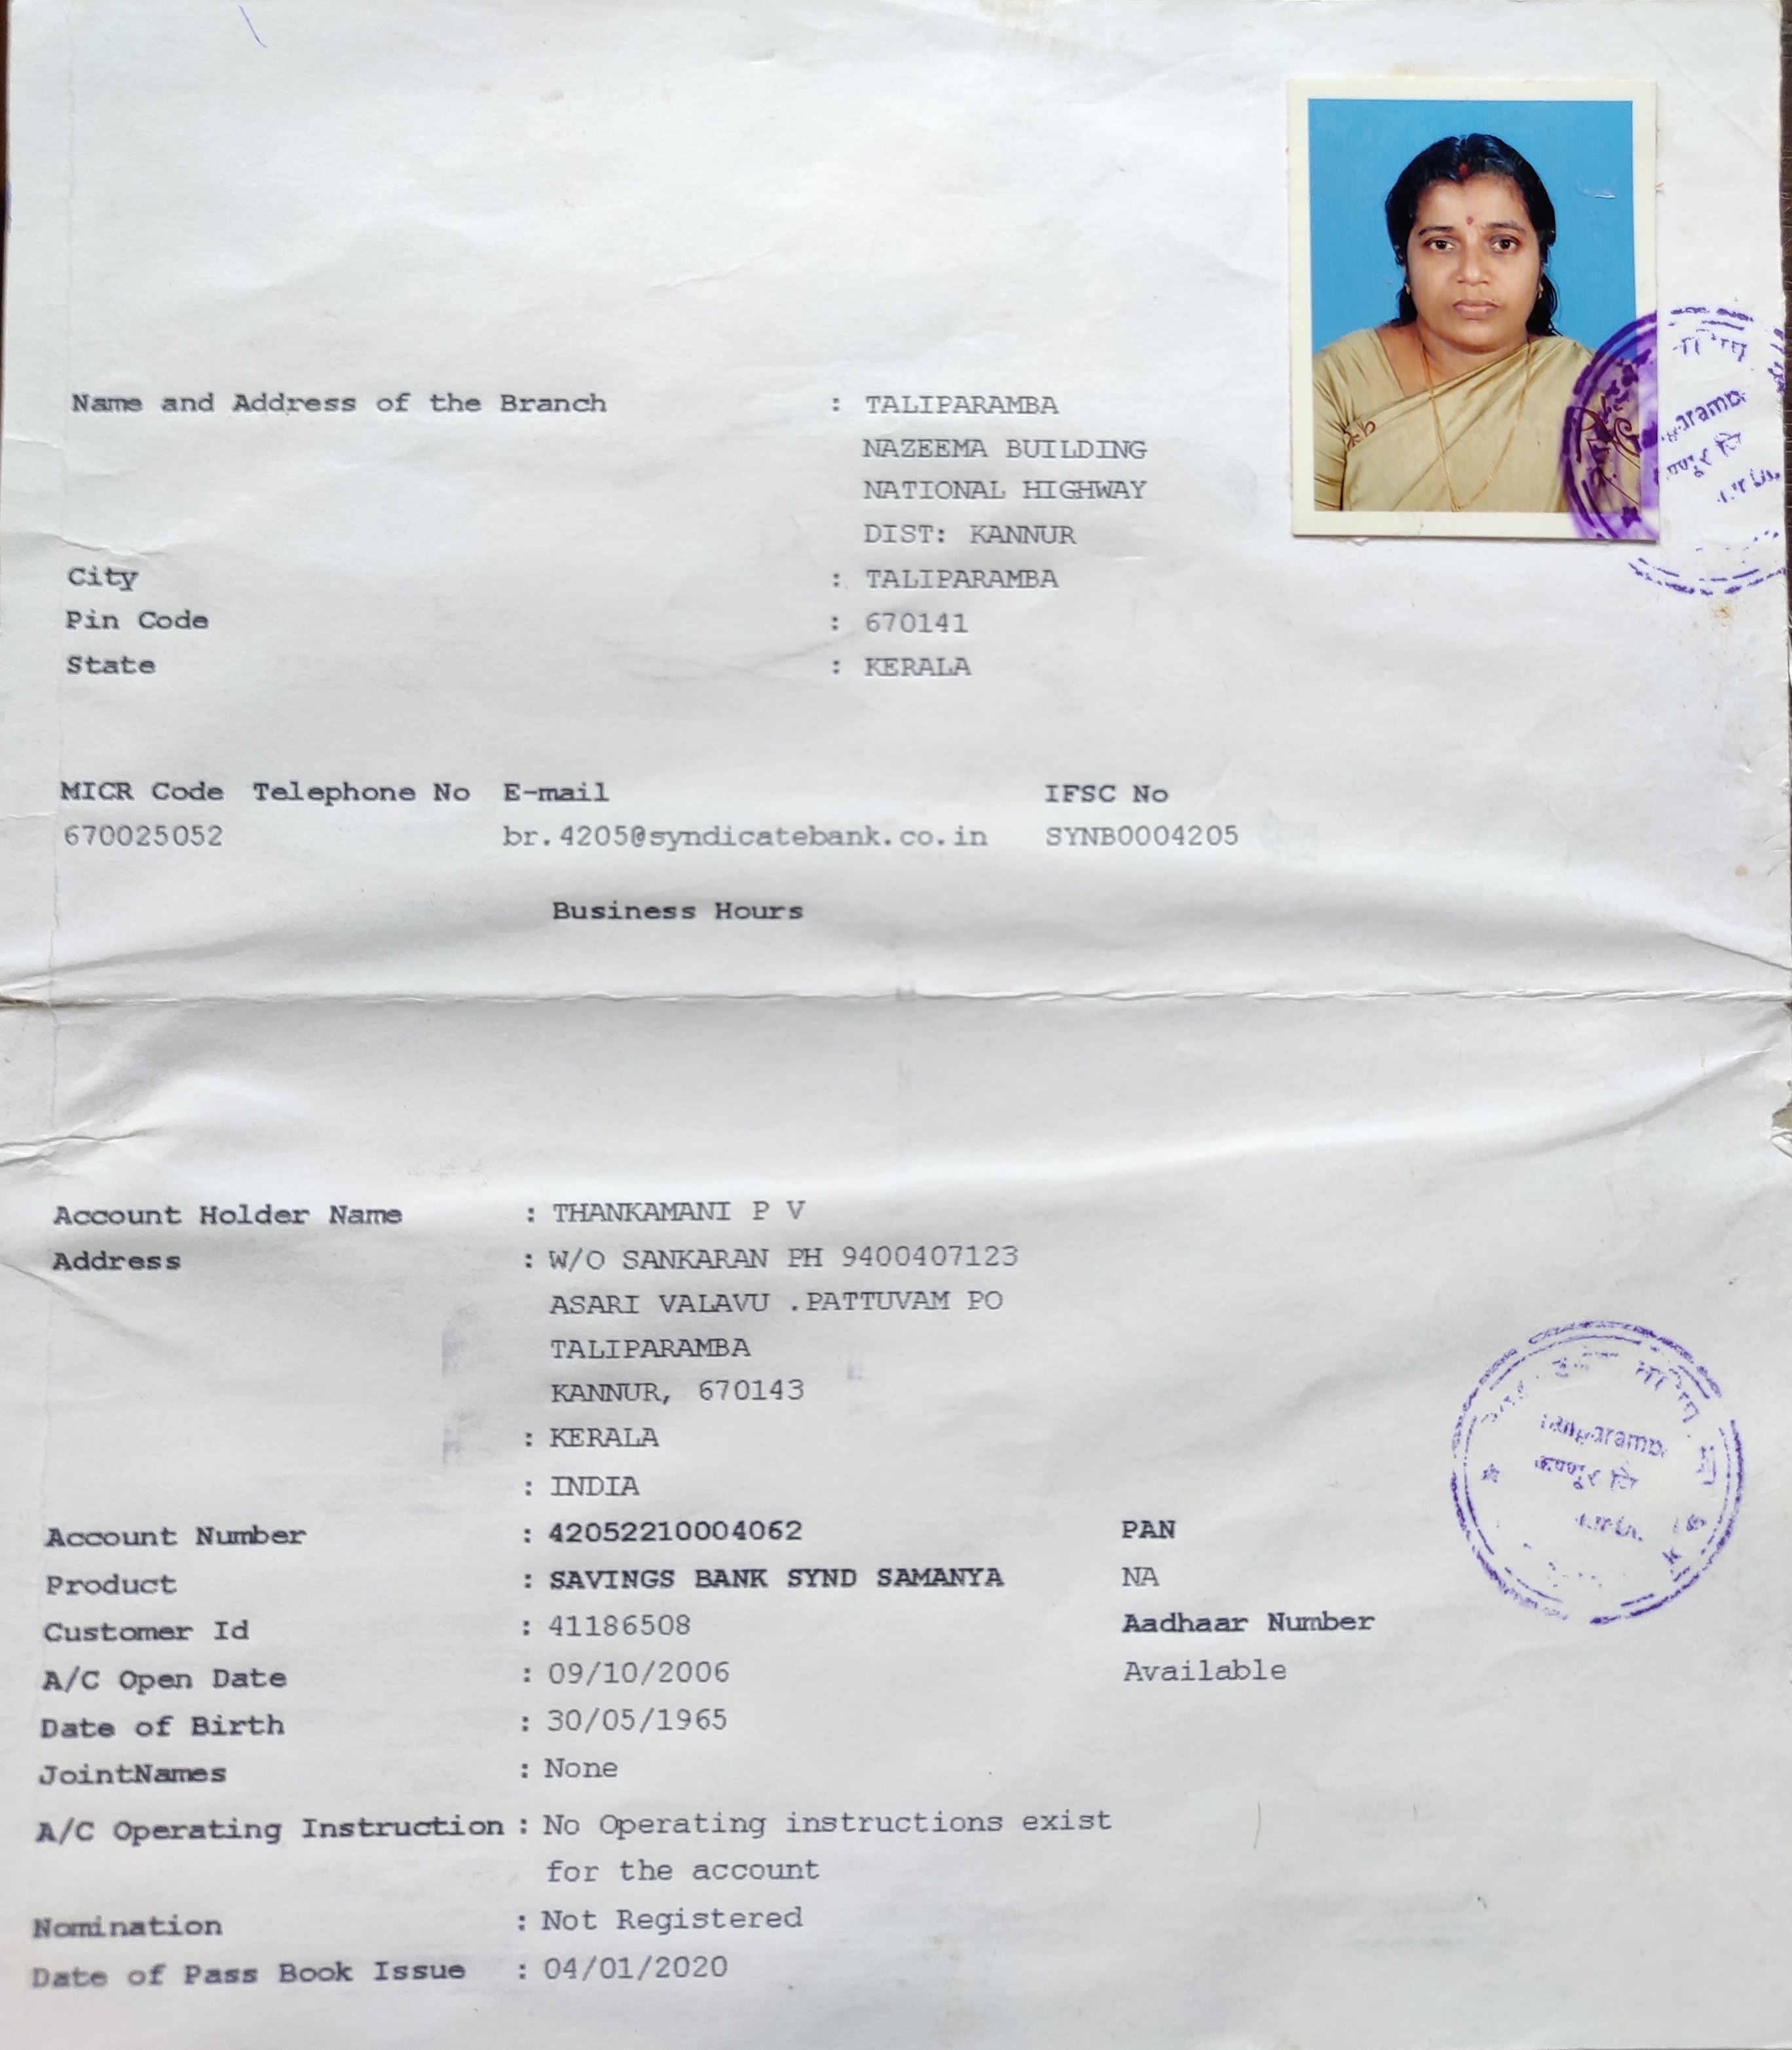 Name and Address of the Branch : TALIPARAMBA
NAZEEMA BUILDING
NATIONAL HIGHWAY
DIST: KANNUR
City : TALIPARAMBA
Pin Code : 670141
State : KERALA
MICR Code Telephone No E-mail IFSC No
670025052 br.4205@syndicatebank.co.in SYNB0004205
Business Hours
Account Holder Name : THANKAMANI P V
Address : W/O SANKARAN PH 9400407123
ASARI VALAVU .PATTUVAM PO
TALIPARAMBA
KANNUR, 670143
: KERALA
: INDIA
Account Number : 42052210004062 PAN
Product : SAVINGS BANK SYND SAMANYA NA
Customer Id : 41186508 Aadhaar Number
A/C Open Date : 09/10/2006 Available
Date of Birth : 30/05/1965
JointNames : None
A/C Operating Instruction : No Operating instructions exist
for the account
Nomination : Not Registered
Date of Pass Book Issue : 04/01/2020